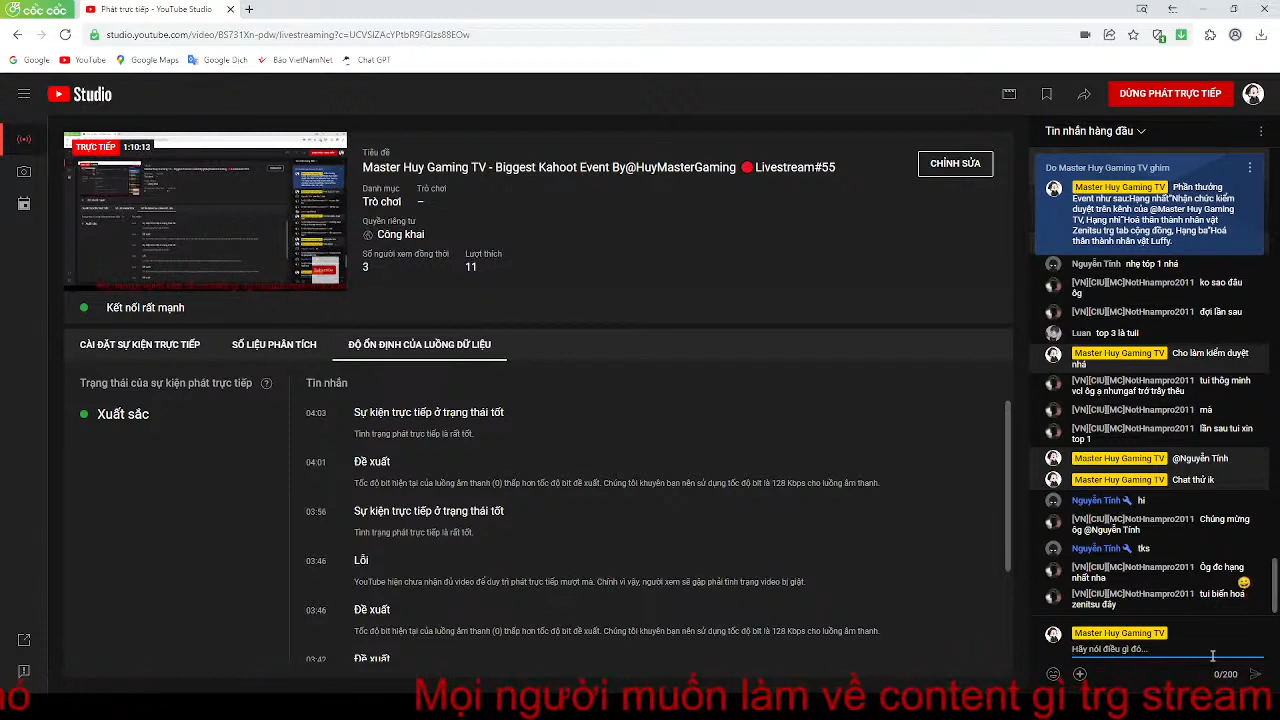 cốc cốc
Phát trực tiếp - YouTube Studio
studio.youtube.com/video/BS731Xn-pdw/livestreaming?c=UCVSlZAcYPtbR9FGlzs88EOw
Google
YouTube
Google Maps
Google Dịch
Báo VietNamNet
Chat GPT
Studio
DỪNG PHÁT TRỰC TIẾP
TRỰC TIẾP 1:10:13
Tiêu đề
Master Huy Gaming TV - Biggest Kahoot Event By@HuyMasterGaming 🔴Livestream#55
CHỈNH SỬA
Danh mục
Trò chơi
Trò chơi
–
Quyền riêng tư
Công khai
Số người xem đồng thời
Lượt thích
3
11
Kết nối rất mạnh
CÀI ĐẶT SỰ KIỆN TRỰC TIẾP
SỐ LIỆU PHÂN TÍCH
ĐỘ ỔN ĐỊNH CỦA LUỒNG DỮ LIỆU
Trạng thái của sự kiện phát trực tiếp
Tin nhắn
Xuất sắc
04:03
Sự kiện trực tiếp ở trạng thái tốt
Tình trạng phát trực tiếp là rất tốt.
04:01
Đề xuất
Tốc độ bit hiện tại của luồng âm thanh (0) thấp hơn tốc độ bit đề xuất. Chúng tôi khuyên bạn nên sử dụng tốc độ bit là 128 Kbps cho luồng âm thanh.
03:56
Sự kiện trực tiếp ở trạng thái tốt
Tình trạng phát trực tiếp là rất tốt.
03:46
Lỗi
YouTube hiện chưa nhận đủ video để duy trì phát trực tiếp mượt mà. Chính vì vậy, người xem sẽ gặp phải tình trạng video bị giật.
03:46
Đề xuất
Tốc độ bit hiện tại của luồng âm thanh (0) thấp hơn tốc độ bit đề xuất. Chúng tôi khuyên bạn nên sử dụng tốc độ bit là 128 Kbps cho luồng âm thanh.
03:42
Đề xuất
Do Master Huy Gaming TV ghim
Master Huy Gaming TV Phần thưởng
Event như sau:Hạng nhất"Nhận chức kiểm
duyệt trên kênh của @Master Huy Gaming
TV,Hạng nhì:Hoá thân thành nhân vật
Zenitsu tại tab cộng đồng,Hạng ba"Hoá
thân thành nhân vật Luffy
Nguyễn Tính nhẹ top 1 nha
[VN][CIU][MC]NotHnampro2011 ko sao đâu
ôg
[VN][CIU][MC]NotHnampro2011 đợi lần sau
Luan top 3 là tuii
Master Huy Gaming TV Cho làm kiểm duyệt
nhá
[VN][CIU][MC]NotHnampro2011 tui thôg minh
vcl ôg ạ nhưngaf trở trây thêu
[VN][CIU][MC]NotHnampro2011 mà
[VN][CIU][MC]NotHnampro2011 lần sau tui xin
top 1
Master Huy Gaming TV @Nguyễn Tính
Master Huy Gaming TV Chat thử ik
Nguyễn Tính hi
[VN][CIU][MC]NotHnampro2011 Chúng mừng
ôg @Nguyễn Tính
Nguyễn Tính tks
[VN][CIU][MC]NotHnampro2011 Ôg đc hạng
nhất nha 😄
[VN][CIU][MC]NotHnampro2011 tui biến hoá
zenitsu đây
Master Huy Gaming TV
Hãy nói điều gì đó...
0/200
Mọi người muốn làm về content gì trg stream